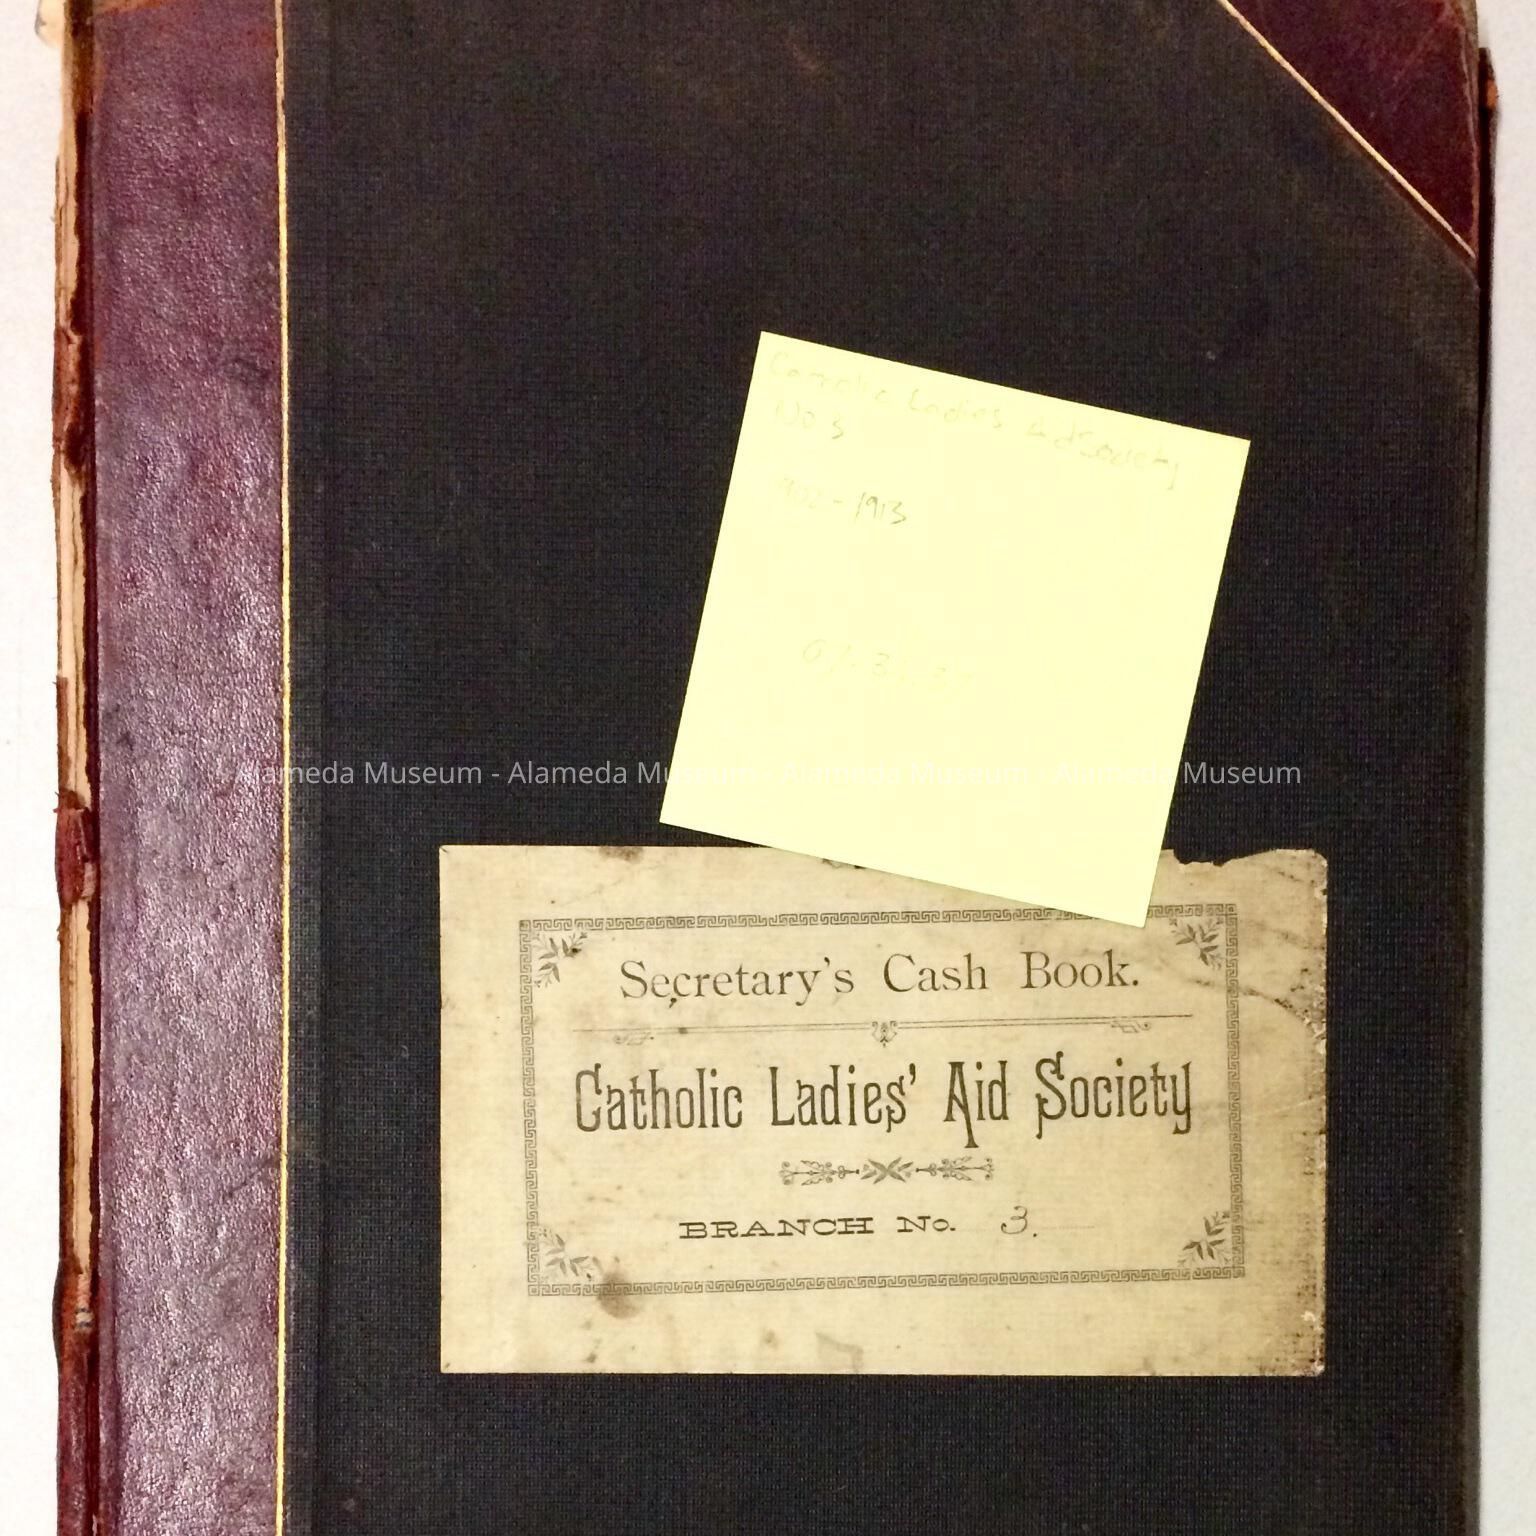 Catholic Ladies Aid Society
No 3
1902-1913
Alameda Museum - Alameda Museum - Alameda Museum - Alameda Museum
Secretary's Cash Book.
Catholic Ladies' Aid Society
BRANCH No. 3.